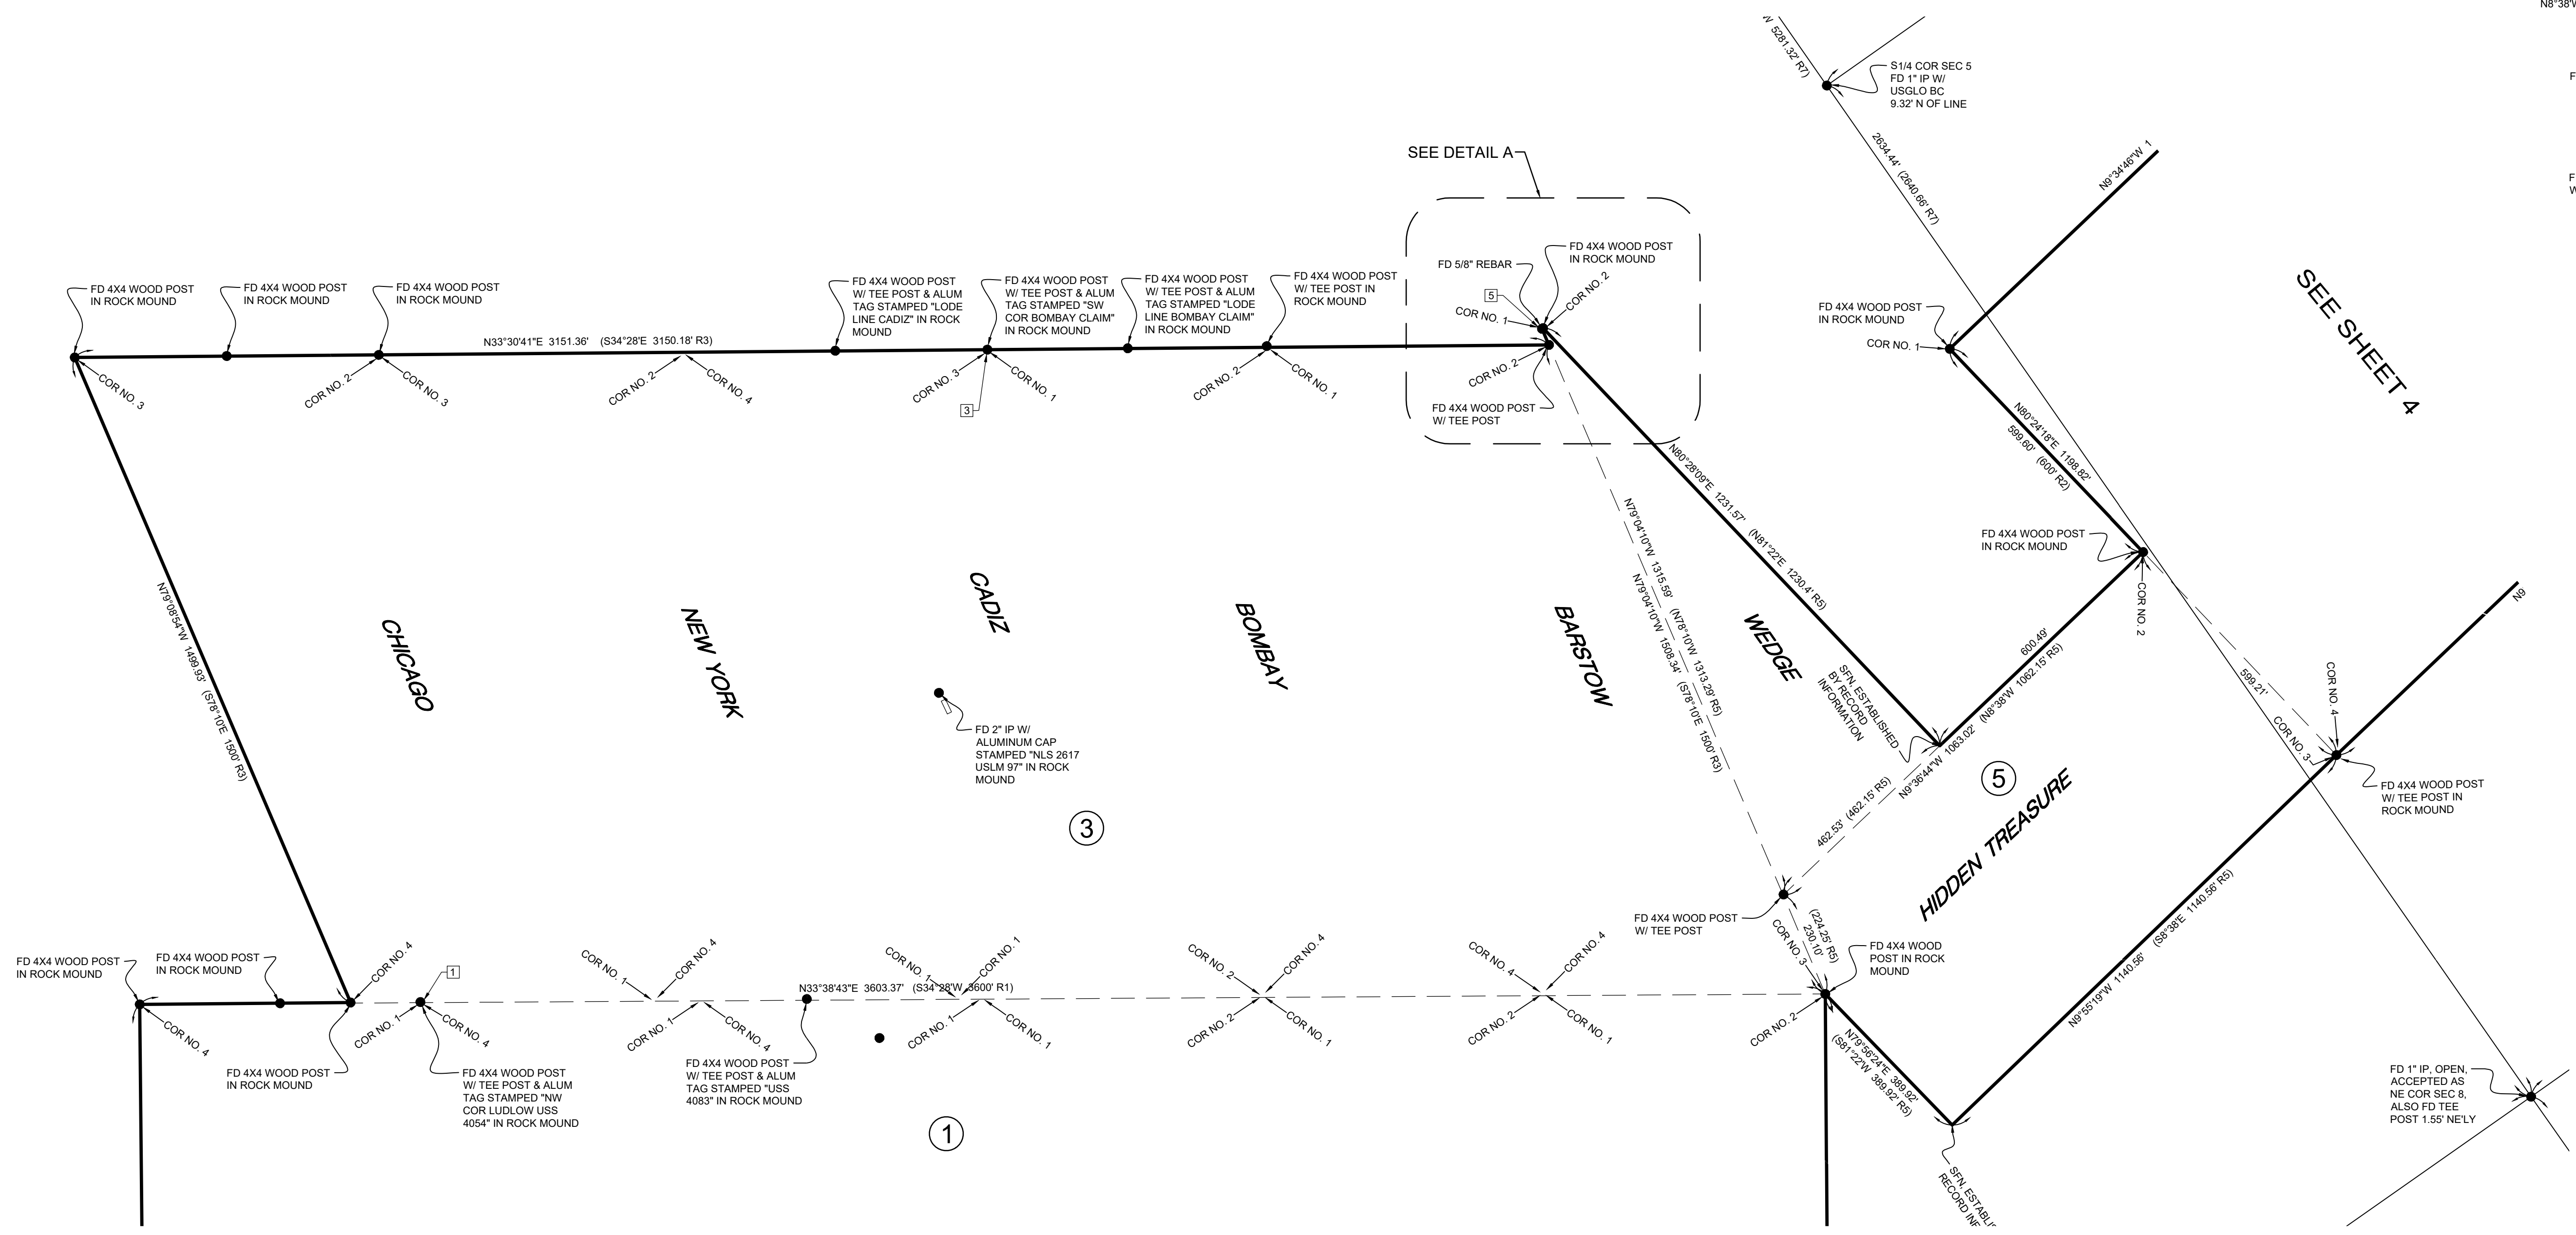 N8°38'W
W 5281.32' R7)
S1/4 COR SEC 5
FD 1" IP W/
USGLO BC
9.32' N OF LINE
2634.44' (2640.66' R7)
N9°34'46"W 1
SEE DETAIL A
SEE SHEET 4
FD 4X4 WOOD POST
IN ROCK MOUND
FD 4X4 WOOD POST
IN ROCK MOUND
FD 4X4 WOOD POST
IN ROCK MOUND
FD 4X4 WOOD POST
W/ TEE POST & ALUM
TAG STAMPED "LODE
LINE CADIZ" IN ROCK
MOUND
FD 4X4 WOOD POST
W/ TEE POST & ALUM
TAG STAMPED "SW
COR BOMBAY CLAIM"
IN ROCK MOUND
FD 4X4 WOOD POST
W/ TEE POST & ALUM
TAG STAMPED "LODE
LINE BOMBAY CLAIM"
IN ROCK MOUND
FD 4X4 WOOD POST
W/ TEE POST IN
ROCK MOUND
FD 5/8" REBAR
FD 4X4 WOOD POST
IN ROCK MOUND
5
COR NO. 1
COR NO. 2
COR NO. 2
FD 4X4 WOOD POST
W/ TEE POST
FD 4X4 WOOD POST
IN ROCK MOUND
COR NO. 1
N33°30'41"E 3151.36' (S34°28'E 3150.18' R3)
COR NO. 3
COR NO. 2
COR NO. 3
COR NO. 2
COR NO. 4
COR NO. 3
3
COR NO. 1
COR NO. 2
COR NO. 1
N80°24'18"E 1198.82'
599.60' (600' R2)
N80°28'09"E 1231.57' (N81°22'E 1230.4' R5)
N79°04'10"W 1315.59' (N78°10'W 1313.29' R5)
N79°04'10"W 1508.34' (S78°10'E 1500' R3)
FD 4X4 WOOD POST
IN ROCK MOUND
COR NO. 2
N79°08'54"W 1499.93' (S78°10'E 1500' R3)
CHICAGO
NEW YORK
CADIZ
BOMBAY
BARSTOW
WEDGE
SFN, ESTABLISHED
BY RECORD
INFORMATION
600.49'
N9°36'44"W 1063.02' (N8°38'W 1062.15' R5)
462.53' (462.15' R5)
599.21'
N9
COR NO. 4
COR NO. 3
FD 4X4 WOOD POST
W/ TEE POST IN
ROCK MOUND
FD 2" IP W/
ALUMINUM CAP
STAMPED "NLS 2617
USLM 97" IN ROCK
MOUND
3
5
HIDDEN TREASURE
N9°55'19"W 1140.56' (S8°38'E 1140.56' R5)
FD 4X4 WOOD POST
W/ TEE POST
(224.25' R5)
230.10'
COR NO. 3
FD 4X4 WOOD
POST IN ROCK
MOUND
FD 4X4 WOOD POST
IN ROCK MOUND
FD 4X4 WOOD POST
IN ROCK MOUND
COR NO. 4
1
COR NO. 1
COR NO. 4
COR NO. 1
COR NO. 1
COR NO. 2
COR NO. 4
COR NO. 4
COR NO. 4
N33°38'43"E 3603.37' (S34°28'W 3600' R1)
COR NO. 4
COR NO. 1
COR NO. 4
COR NO. 1
COR NO. 4
COR NO. 1
COR NO. 1
COR NO. 2
COR NO. 1
COR NO. 2
COR NO. 1
COR NO. 2
FD 4X4 WOOD POST
IN ROCK MOUND
FD 4X4 WOOD POST
W/ TEE POST & ALUM
TAG STAMPED "NW
COR LUDLOW USS
4054" IN ROCK MOUND
FD 4X4 WOOD POST
W/ TEE POST & ALUM
TAG STAMPED "USS
4083" IN ROCK MOUND
1
N79°56'24"E 389.92'
(S81°22'W 389.92' R5)
FD 1" IP, OPEN,
ACCEPTED AS
NE COR SEC 8,
ALSO FD TEE
POST 1.55' NE'LY
SFN, ESTABLI
RECORD INF